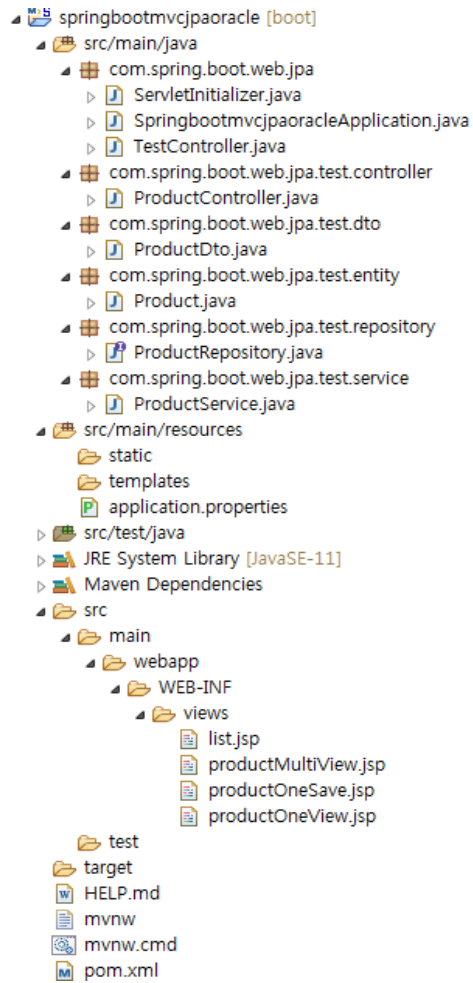 springbootmvcjpaoracle [boot]
src/main/java
com.spring.boot.web.jpa
ServletInitializer.java
SpringbootmvcjpaoracleApplication.java
TestController.java
com.spring.boot.web.jpa.test.controller
ProductController.java
com.spring.boot.web.jpa.test.dto
ProductDto.java
com.spring.boot.web.jpa.test.entity
Product.java
com.spring.boot.web.jpa.test.repository
ProductRepository.java
com.spring.boot.web.jpa.test.service
ProductService.java
src/main/resources
static
templates
application.properties
src/test/java
JRE System Library [JavaSE-11]
Maven Dependencies
src
main
webapp
WEB-INF
views
list.jsp
productMultiView.jsp
productOneSave.jsp
productOneView.jsp
test
target
HELP.md
mvnw
mvnw.cmd
pom.xml